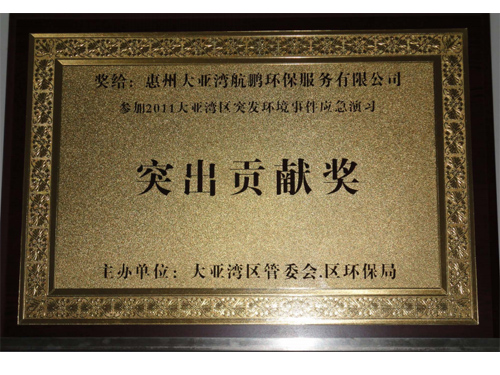 奖给：惠州大亚湾航鹏环保服务有限公司
参加2011大亚湾区突发环境事件应急演习
突出贡献奖
主办单位：大亚湾区管委会.区环保局